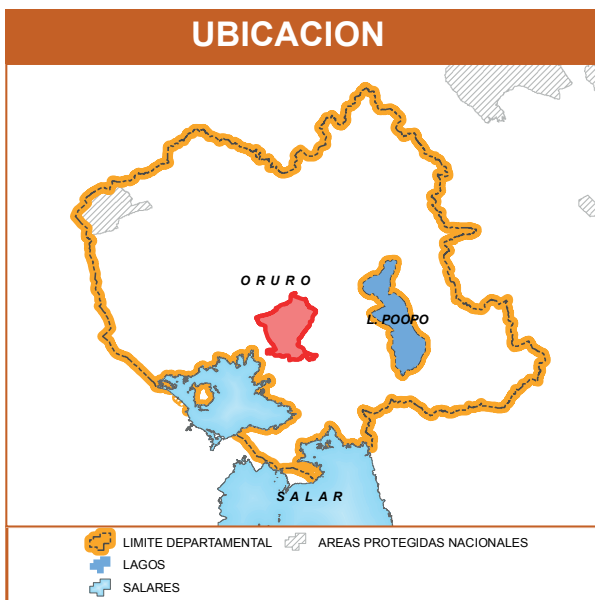 UBICACION
ORURO
L. POOPO
SALAR
LIMITE DEPARTAMENTAL
AREAS PROTEGIDAS NACIONALES
LAGOS
SALARES